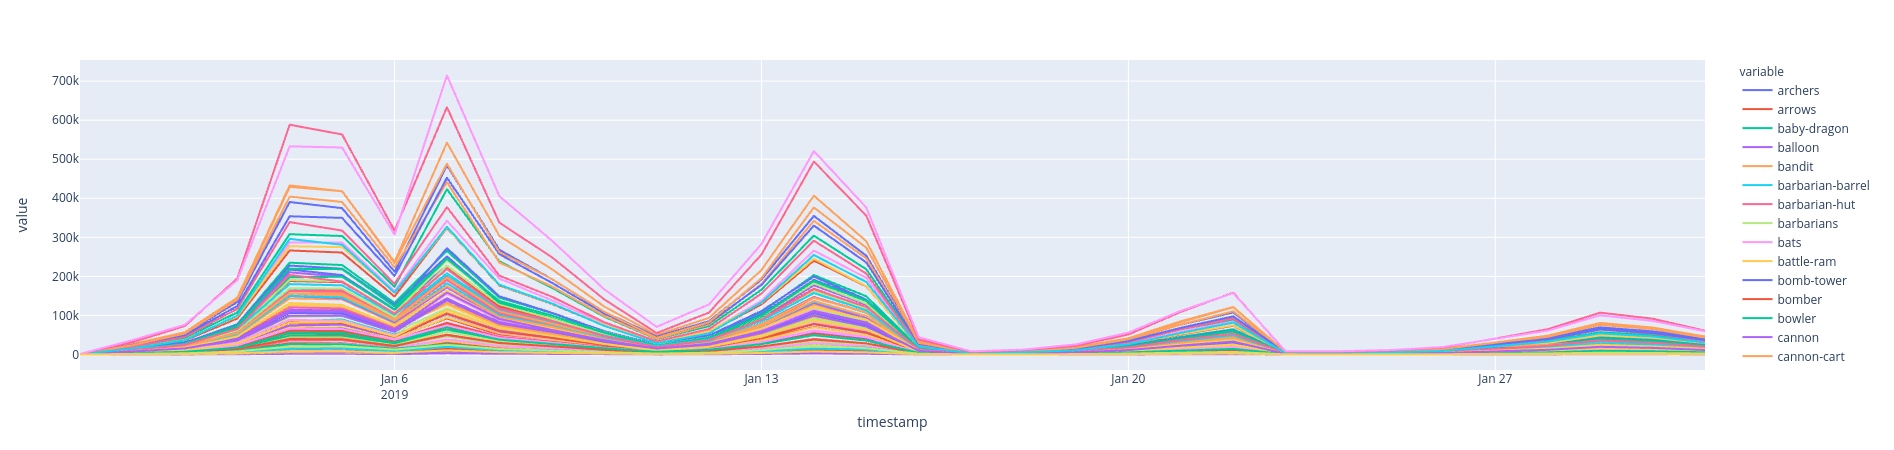 value
700k
600k
500k
400k
300k
200k
100k
0
Jan 6
2019
Jan 13
Jan 20
Jan 27
timestamp
variable
archers
arrows
baby-dragon
balloon
bandit
barbarian-barrel
barbarian-hut
barbarians
bats
battle-ram
bomb-tower
bomber
bowler
cannon
cannon-cart